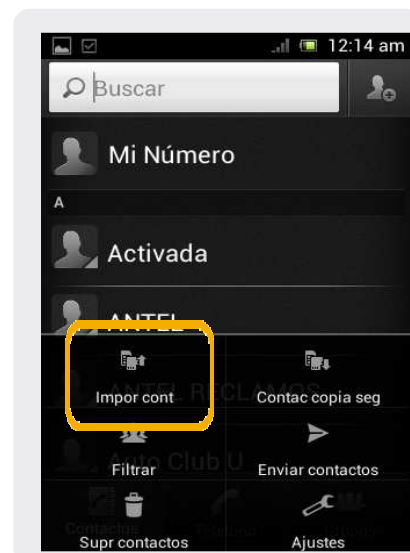 12:14 am
Buscar
Mi Número
A
Activada
ANTEL
Impor cont
Contac copia seg
ANTEL RECLAMOS
Filtrar
Enviar contactos
Auto Club U
Supr contactos
Ajustes
Contactos